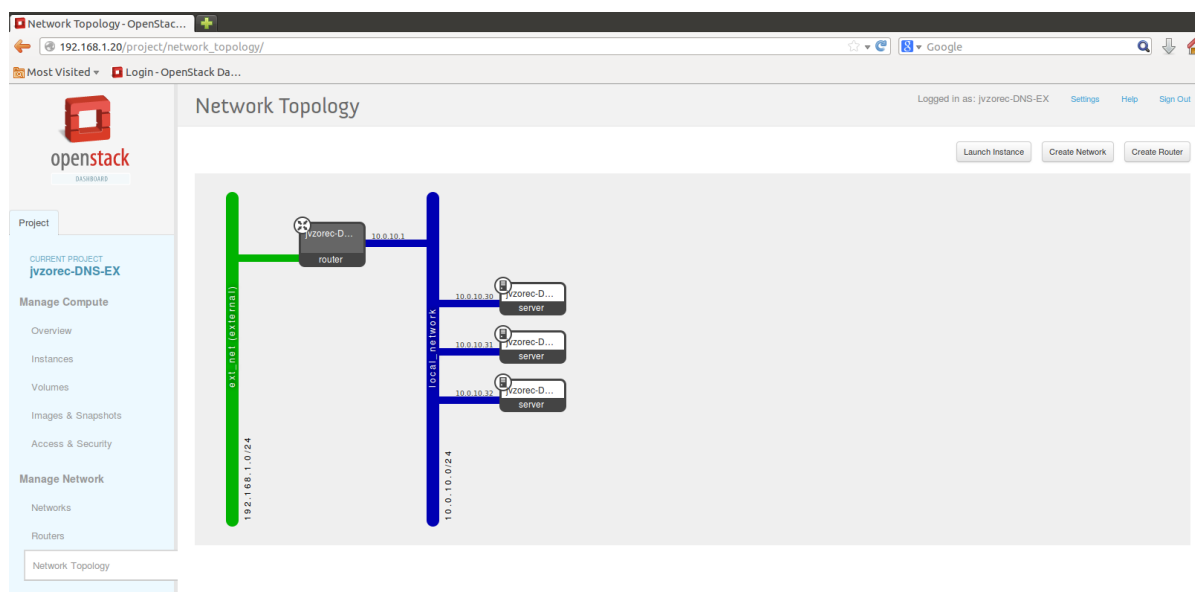 Network Topology - OpenStac...
192.168.1.20/project/network_topology/
Google
Most Visited
Login - OpenStack Da...
openstack
DASHBOARD
Network Topology
Logged in as: jvzorec-DNS-EX
Settings
Help
Sign Out
Launch Instance
Create Network
Create Router
Project
CURRENT PROJECT
jvzorec-DNS-EX
Manage Compute
Overview
Instances
Volumes
Images & Snapshots
Access & Security
Manage Network
Networks
Routers
Network Topology
ext_net (external)
192.168.1.0/24
jvzorec-D...
router
10.0.10.1
local_network
10.0.10.0/24
10.0.10.30
jvzorec-D...
server
10.0.10.31
jvzorec-D...
server
10.0.10.32
jvzorec-D...
server